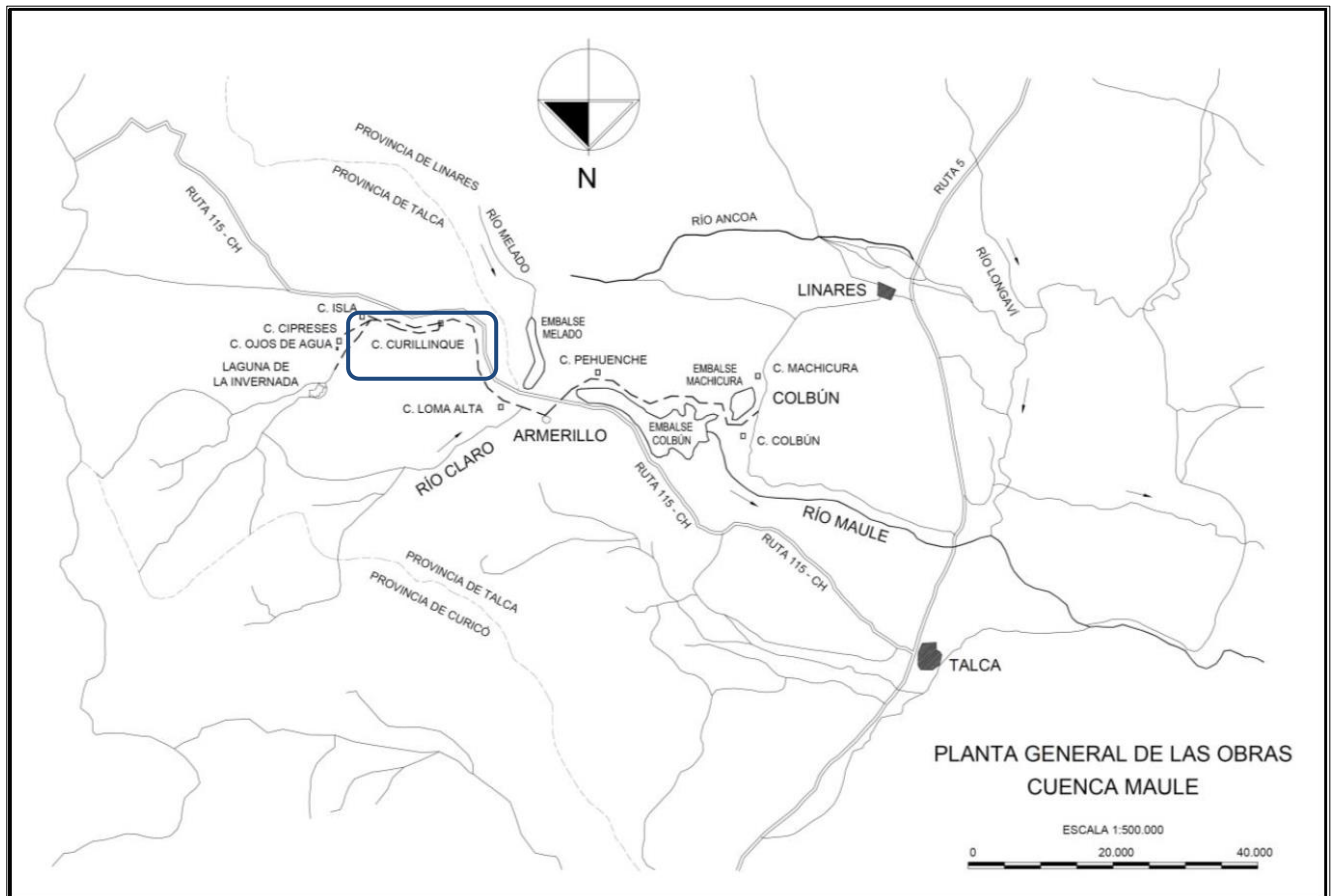 N
PROVINCIA DE LINARES
PROVINCIA DE TALCA
RÍO MELADO
RUTA 115 - CH
RUTA 5
RÍO ANCOA
RÍO LONGAVÍ
LINARES
C. ISLA
C. CIPRESES
C. OJOS DE AGUA
C. CURILLINQUE
LAGUNA DE
LA INVERNADA
EMBALSE
MELADO
C. PEHUENCHE
EMBALSE
MACHICURA
C. MACHICURA
COLBÚN
C. LOMA ALTA
ARMERILLO
EMBALSE
COLBÚN
C. COLBÚN
RÍO CLARO
RUTA 115 - CH
RÍO MAULE
RUTA 115 - CH
PROVINCIA DE TALCA
PROVINCIA DE CURICÓ
TALCA
PLANTA GENERAL DE LAS OBRAS
CUENCA MAULE
ESCALA 1:500.000
0 20.000 40.000